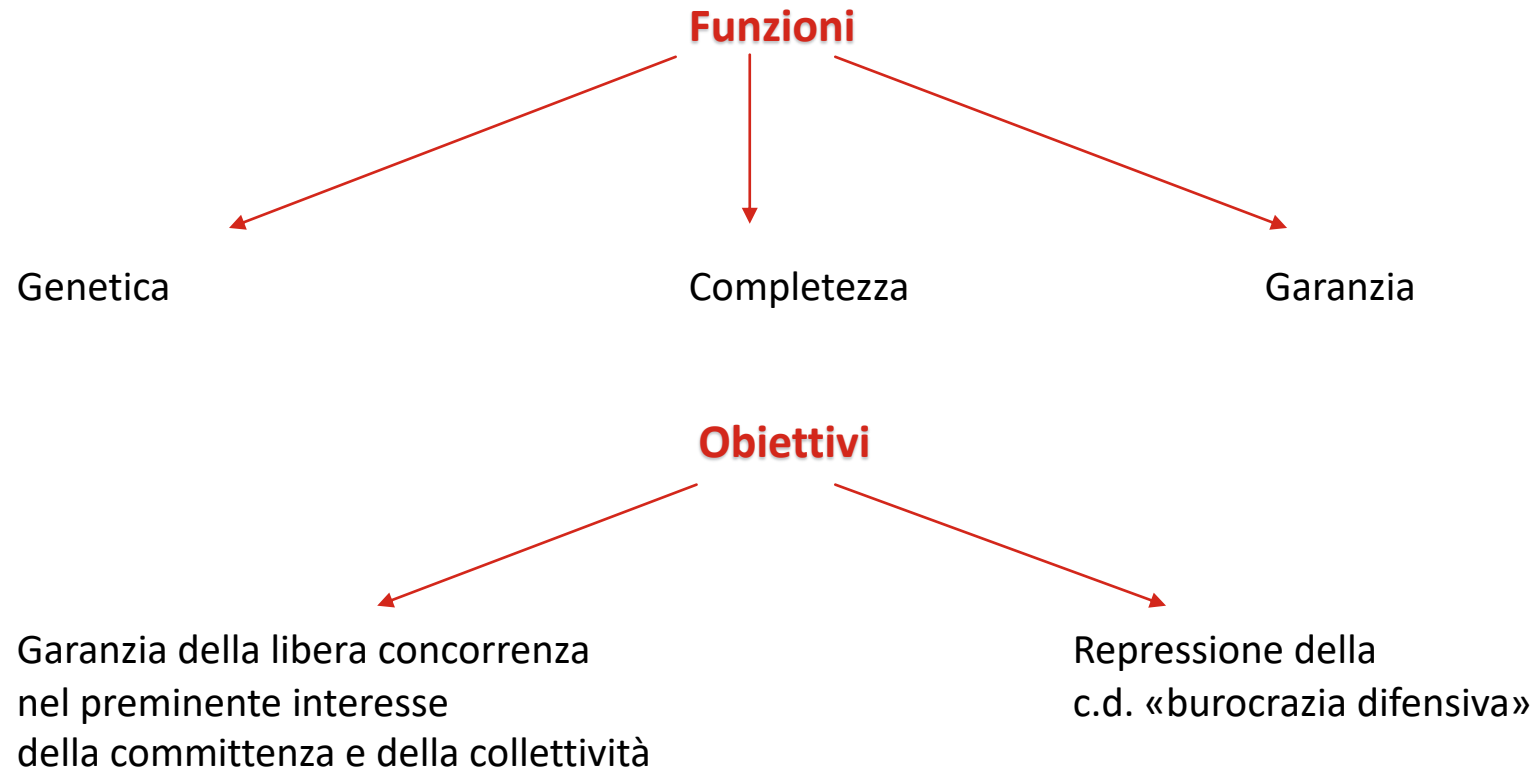 Funzioni
Genetica
Completezza
Garanzia
Obiettivi
Garanzia della libera concorrenza
nel preminente interesse
della committenza e della collettività
Repressione della
c.d. «burocrazia difensiva»